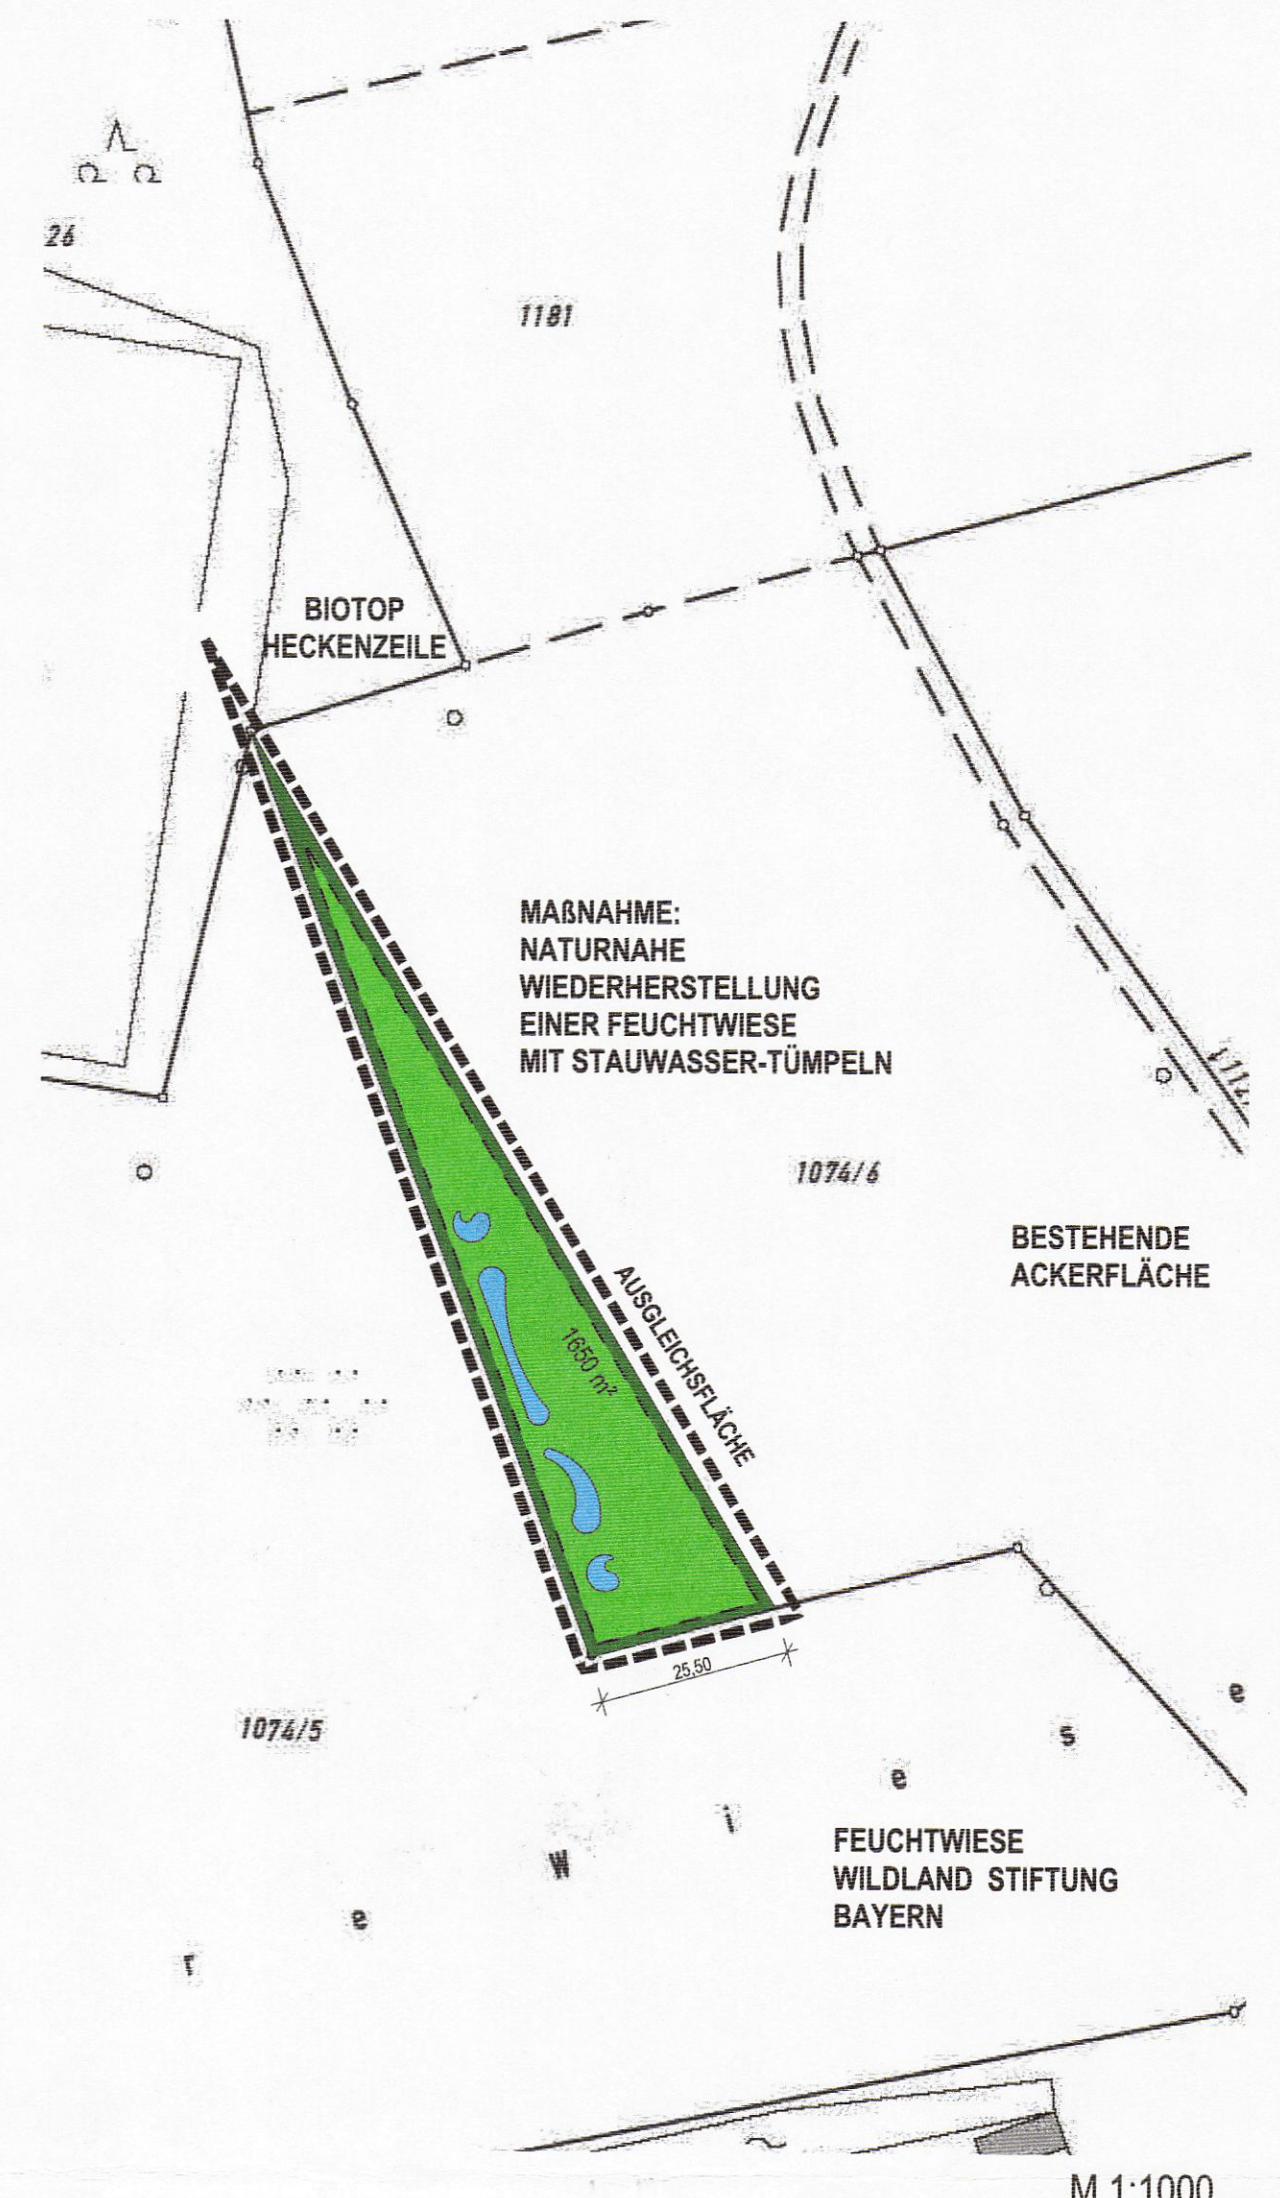 26
1181
BIOTOP
HECKENZEILE
MAßNAHME:
NATURNAHE
WIEDERHERSTELLUNG
EINER FEUCHTWIESE
MIT STAUWASSER-TÜMPELN
1074/6
BESTEHENDE
ACKERFLÄCHE
AUSGLEICHSFLÄCHE
1650 m²
25,50
1074/5
r e w i e s e
FEUCHTWIESE
WILDLAND STIFTUNG
BAYERN
M 1:1000